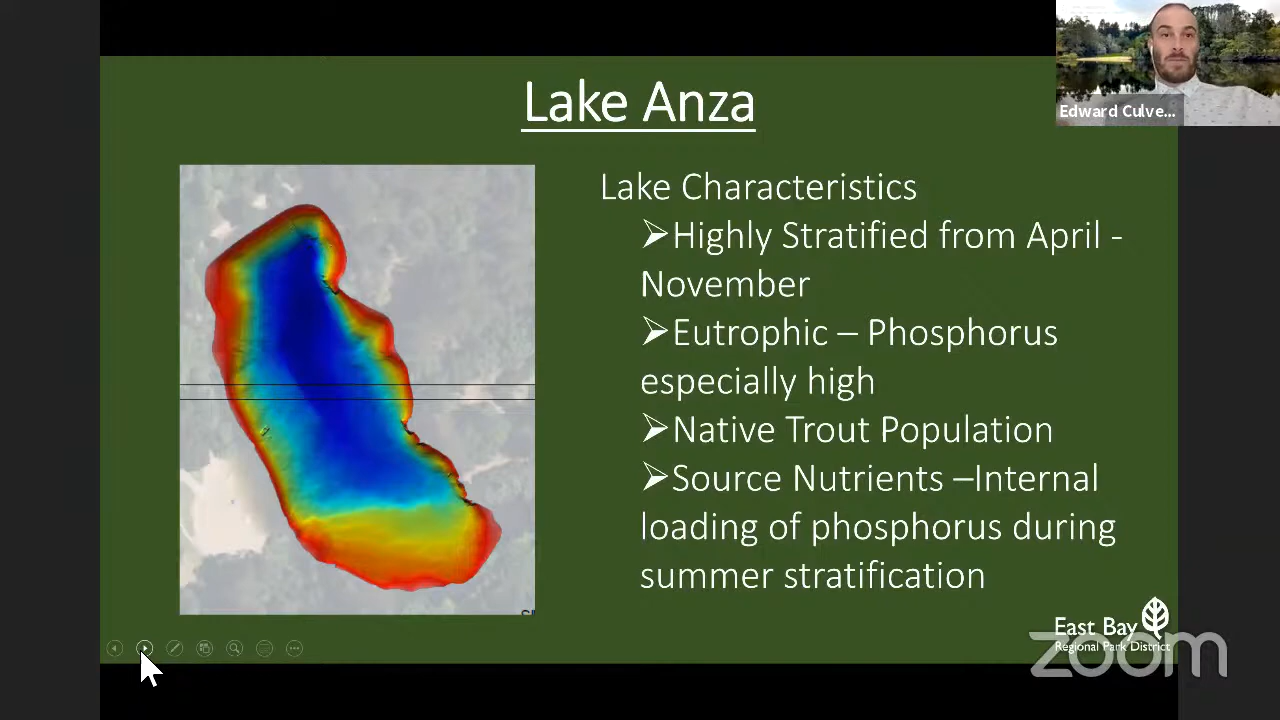 Lake Anza
Edward Culve...
Lake Characteristics
➢Highly Stratified from April -
November
➢Eutrophic – Phosphorus
especially high
➢Native Trout Population
➢Source Nutrients –Internal
loading of phosphorus during
summer stratification
East Bay
Regional Park District
zoom